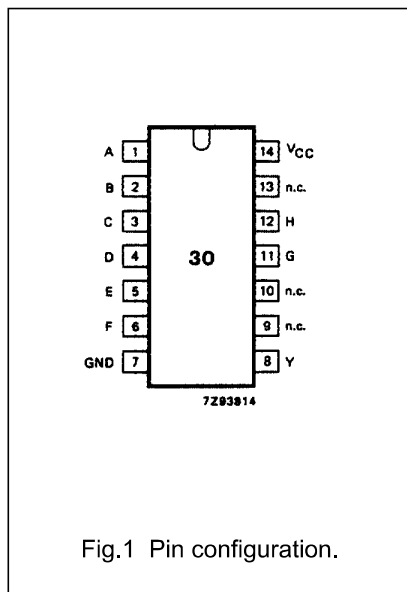 A 1 14 VCC
B 2 13 n.c.
C 3 12 H
D 4 30 11 G
E 5 10 n.c.
F 6 9 n.c.
GND 7 8 Y
7Z93814
Fig.1 Pin configuration.